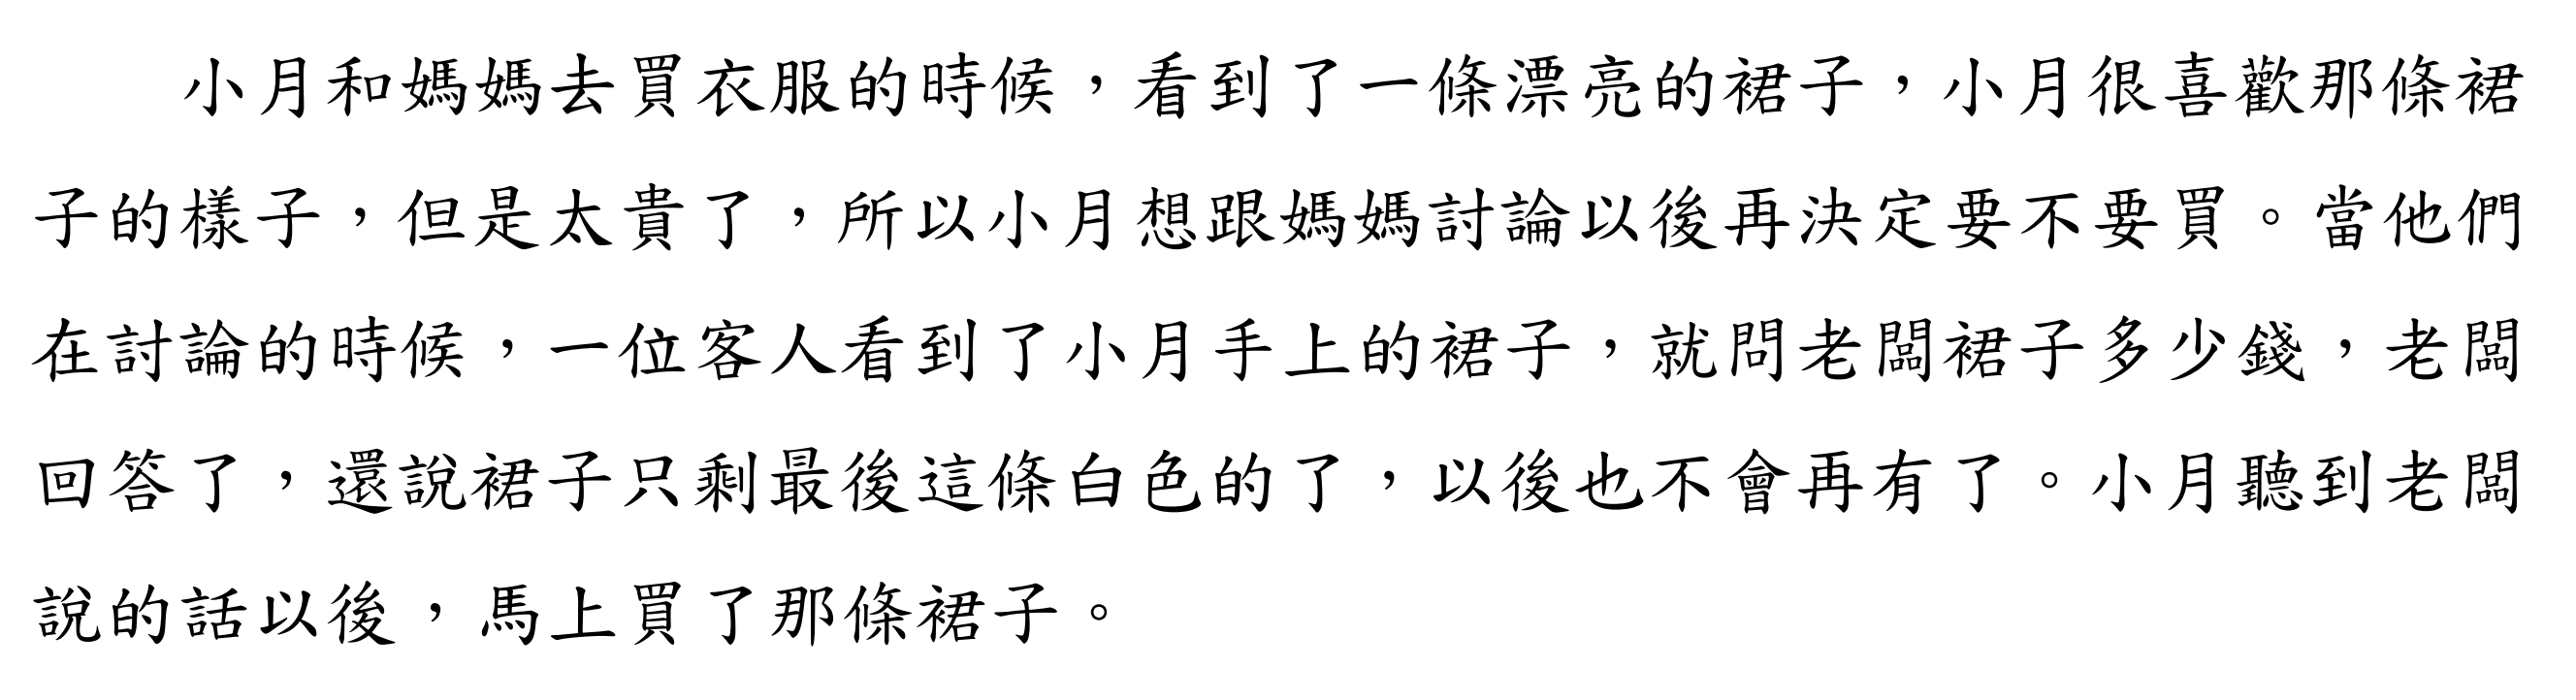 小月和媽媽去買衣服的時候，看到了一條漂亮的裙子，小月很喜歡那條裙
子的樣子，但是太貴了，所以小月想跟媽媽討論以後再決定要不要買。當他們
在討論的時候，一位客人看到了小月手上的裙子，就問老闆裙子多少錢，老闆
回答了，還說裙子只剩最後這條白色的了，以後也不會再有了。小月聽到老闆
說的話以後，馬上買了那條裙子。